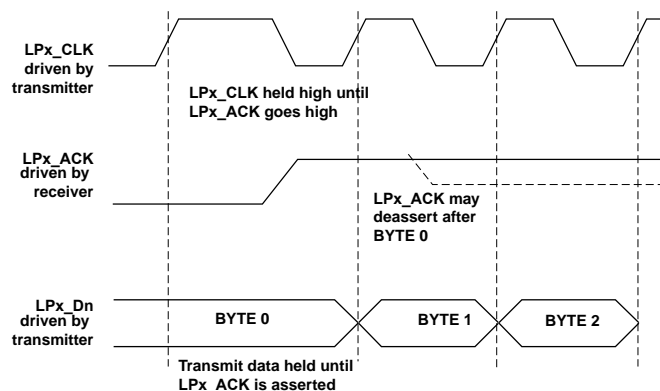 LPx_CLK
driven by
transmitter
LPx_CLK held high until
LPx_ACK goes high
LPx_ACK
driven by
receiver
LPx_ACK may
deassert after
BYTE 0
LPx_Dn
driven by
transmitter
BYTE 0
BYTE 1
BYTE 2
Transmit data held until
LPx_ACK is asserted